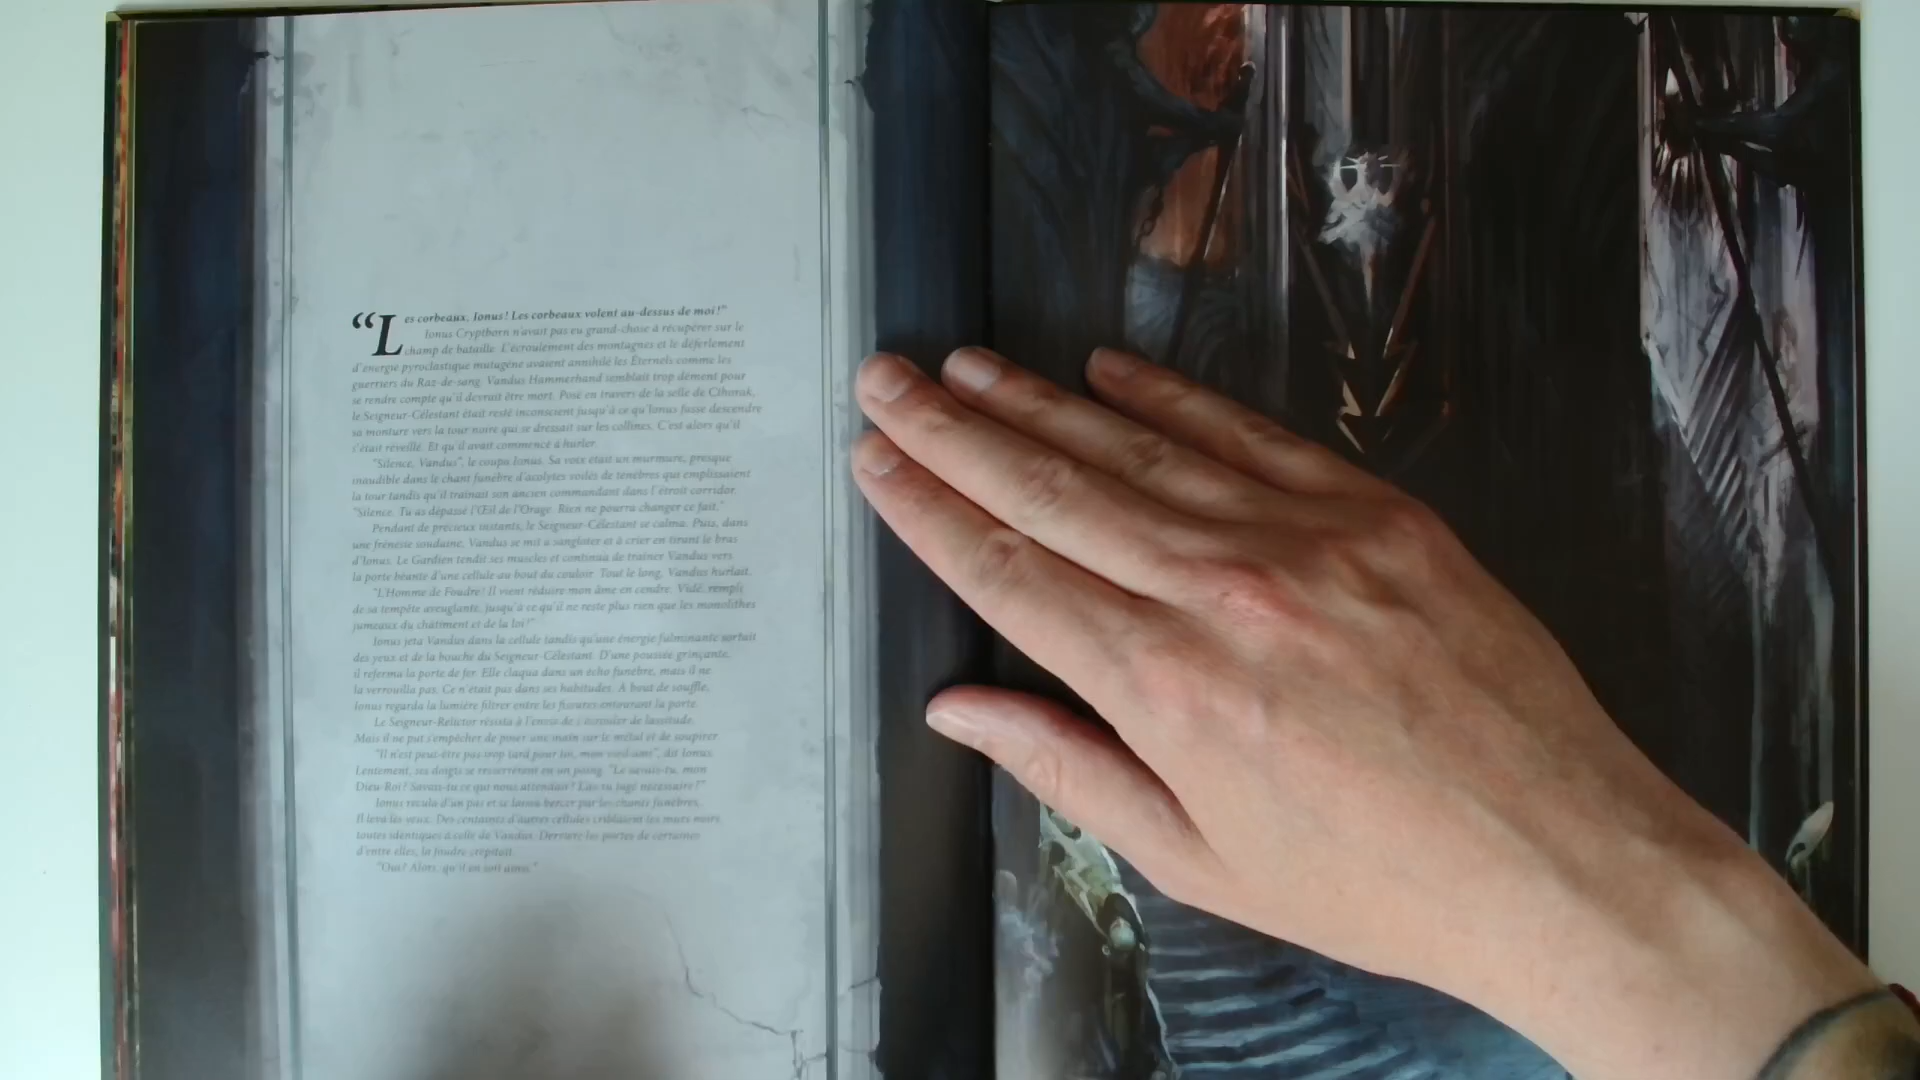 “Les corbeaux, Ionus! Les corbeaux volent au-dessus de moi!”
Ionus Cryptborn n'avait pas eu grand-chose à récupérer sur le
champ de bataille. L'écroulement des montagnes et le déferlement
d'énergie pyroclastique mutagène avaient annihilé les Éternels comme les
guerriers du Raz-de-sang. Vandus Hammerhand semblait trop dément pour
se rendre compte qu'il devrait être mort. Posé en travers de la selle de Calanax,
le Seigneur-Célestant était resté inconscient jusqu'à ce qu'Ionus fasse descendre
sa monture vers la tour noire qui se dressait sur les collines. C'est alors qu'il
s'était réveillé. Et qu'il avait commencé à hurler.
“Silence, Vandus”, le coupa Ionus. Sa voix était un murmure, presque
inaudible dans le chant funèbre d'acolytes voilés de ténèbres qui emplissaient
la tour tandis qu'il traînait son ancien commandant dans l'étroit corridor.
“Silence. Tu as dépassé l'Œil de l'Orage. Rien ne pourra changer ce fait.”
Pendant de précieux instants, le Seigneur-Célestant se calma. Puis, dans
une frénésie soudaine, Vandus se mit à sangloter et à crier en tirant le bras
d'Ionus. Le Gardien tendit ses muscles et continua de traîner Vandus vers
la porte béante d'une cellule au bout du couloir. Tout le long, Vandus hurlait.
“L'Homme de Foudre! Il vient réduire mon âme en cendre. Vidé, rempli
de sa tempête aveuglante, jusqu'à ce qu'il ne reste plus rien que les monolithes
jumeaux du châtiment et de la loi!”
Ionus jeta Vandus dans la cellule tandis qu'une énergie fulminante sortait
des yeux et de la bouche du Seigneur-Célestant. D'une poussée grinçante,
il referma la porte de fer. Elle claqua dans un écho funèbre, mais il ne
la verrouilla pas. Ce n'était pas dans ses habitudes. À bout de souffle,
Ionus regarda la lumière filtrer entre les fissures entourant la porte.
Le Seigneur-Relictor résista à l'envie de s'écrouler de lassitude.
Mais il ne put s'empêcher de poser une main sur le métal et de soupirer.
“Il n'est peut-être pas trop tard pour toi, mon vieil ami”, dit Ionus.
Lentement, ses doigts se resserrèrent en un poing. “Le savais-tu, mon
Dieu-Roi? Savais-tu ce qui nous attendait? L'as-tu jugé nécessaire?”
Ionus recula d'un pas et se laissa bercer par les chants funèbres.
Il leva les yeux. Des centaines d'autres cellules criblaient les murs noirs,
toutes identiques à celle de Vandus. Derrière les portes de certaines
d'entre elles, la foudre crépitait.
“Oui? Alors, qu'il en soit ainsi.”